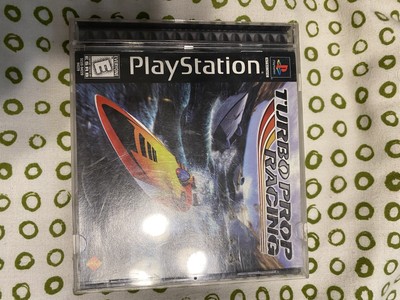 PlayStation
TURBO PROP
RACING
E